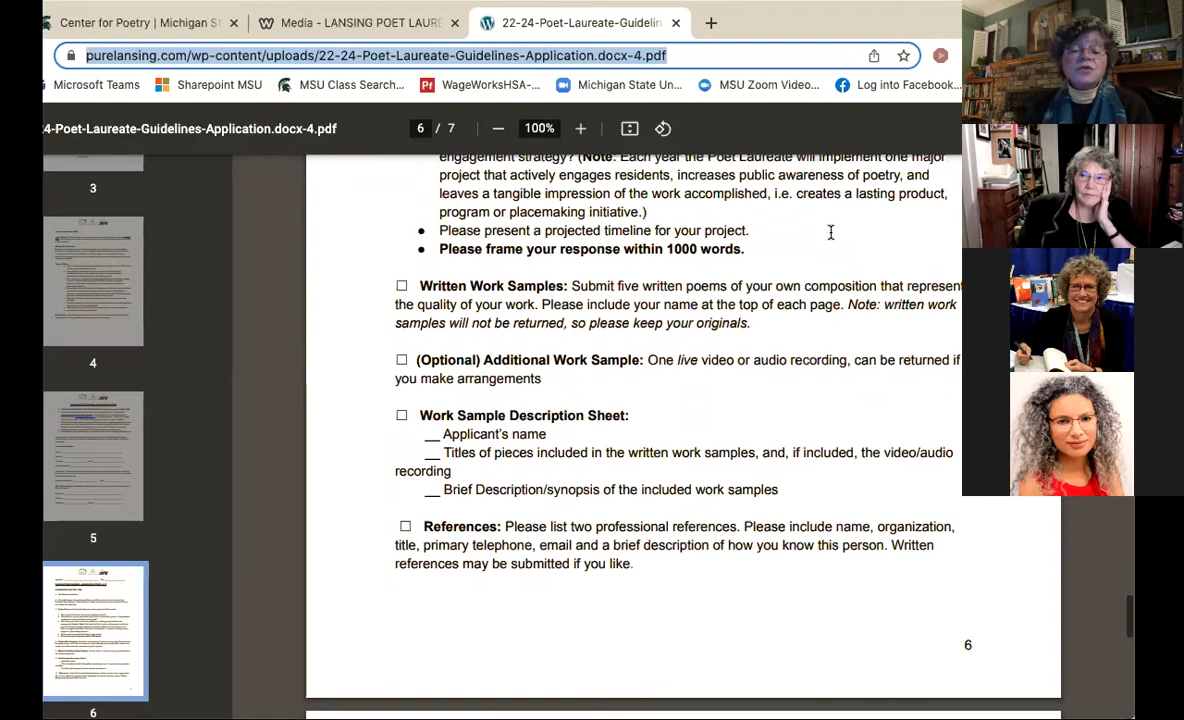 Center for Poetry | Michigan S
Media - LANSING POET LAURE
22-24-Poet-Laureate-Guidelin
purelansing.com/wp-content/uploads/22-24-Poet-Laureate-Guidelines-Application.docx-4.pdf
Microsoft Teams
SharePoint MSU
MSU Class Search...
WageWorksHSA-...
Michigan State Un...
MSU Zoom Video...
Log into Facebook...
4-Poet-Laureate-Guidelines-Application.docx-4.pdf
6 / 7
100%
engagement strategy? (Note: Each year the Poet Laureate will implement one major
project that actively engages residents, increases public awareness of poetry, and
leaves a tangible impression of the work accomplished, i.e. creates a lasting product,
program or placemaking initiative.)
● Please present a projected timeline for your project.
● Please frame your response within 1000 words.
☐ Written Work Samples: Submit five written poems of your own composition that represent
the quality of your work. Please include your name at the top of each page. Note: written work
samples will not be returned, so please keep your originals.
☐ (Optional) Additional Work Sample: One live video or audio recording, can be returned if
you make arrangements
☐ Work Sample Description Sheet:
__ Applicant's name
__ Titles of pieces included in the written work samples, and, if included, the video/audio
recording
__ Brief Description/synopsis of the included work samples
☐ References: Please list two professional references. Please include name, organization,
title, primary telephone, email and a brief description of how you know this person. Written
references may be submitted if you like.
6
3
4
5
6